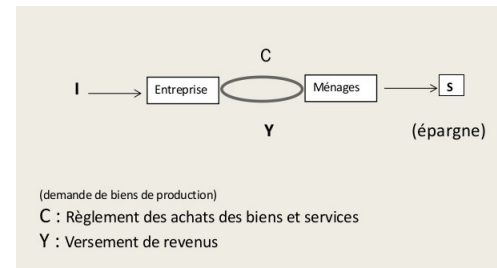 C
I Entreprise Ménages S
Y (épargne)
(demande de biens de production)
C : Règlement des achats des biens et services
Y : Versement de revenus